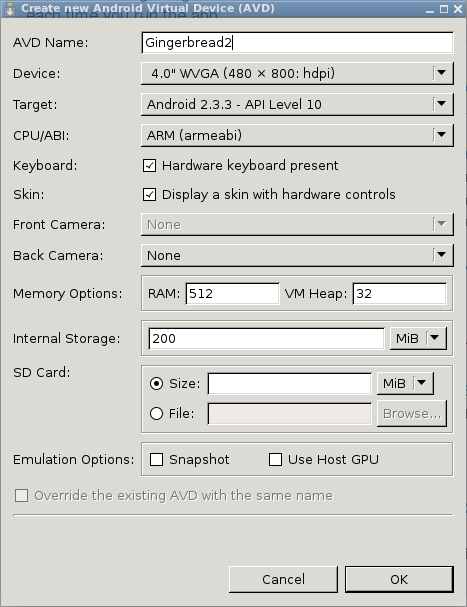 Create new Android Virtual Device (AVD)
each time you run the app
AVD Name: Gingerbread2
Device: 4.0" WVGA (480 × 800: hdpi)
Target: Android 2.3.3 - API Level 10
CPU/ABI: ARM (armeabi)
Keyboard: Hardware keyboard present
Skin: Display a skin with hardware controls
Front Camera: None
Back Camera: None
Memory Options: RAM: 512 VM Heap: 32
Internal Storage: 200 MiB
SD Card:
Size: MiB
File: Browse...
Emulation Options: Snapshot Use Host GPU
Override the existing AVD with the same name
Cancel OK